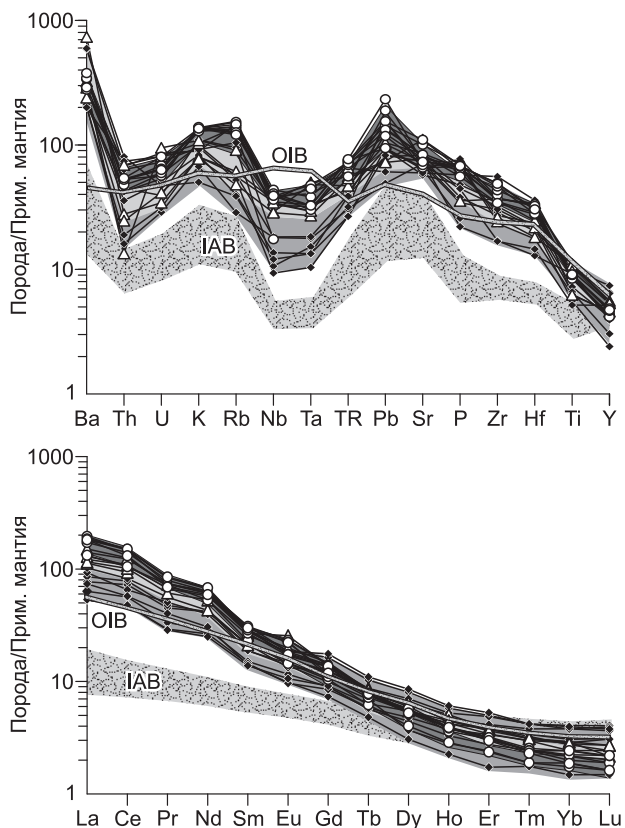 1000
100
10
1
Порода/Прим. мантия
OIB
IAB
Ba Th U K Rb Nb Ta TR Pb Sr P Zr Hf Ti Y
1000
100
10
1
Порода/Прим. мантия
OIB
IAB
La Ce Pr Nd Sm Eu Gd Tb Dy Ho Er Tm Yb Lu